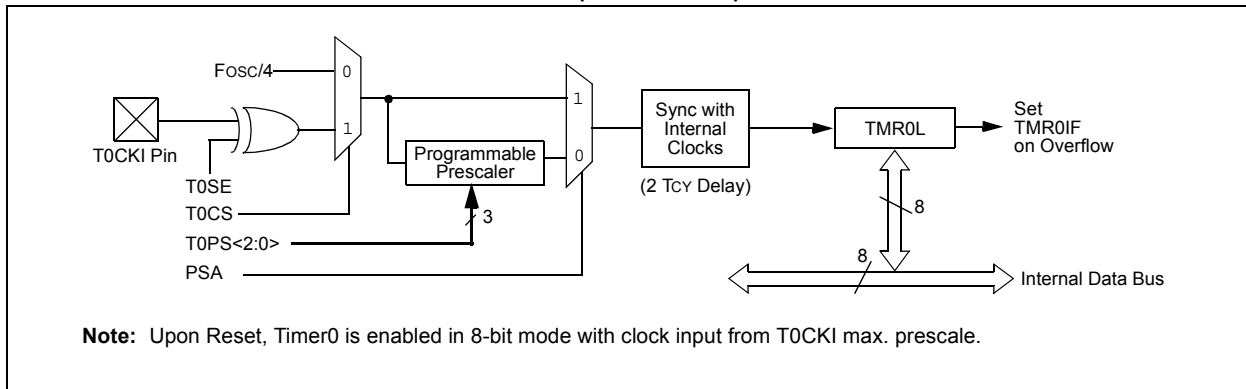 FOSC/4
0
1
T0CKI Pin
T0SE
T0CS
T0PS<2:0>
PSA
Programmable
Prescaler
3
1
0
Sync with
Internal
Clocks
(2 TCY Delay)
TMR0L
Set
TMR0IF
on Overflow
8
8
Internal Data Bus
Note: Upon Reset, Timer0 is enabled in 8-bit mode with clock input from T0CKI max. prescale.